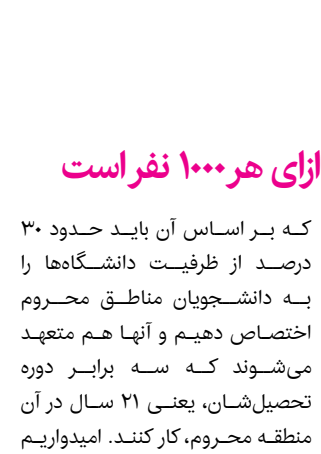 ازای هر ۱۰۰۰ نفر است
که بر اساس آن باید حدود ۳۰
درصد از ظرفیت دانشگاه‌ها را
به دانشجویان مناطق محروم
اختصاص دهیم و آنها هم متعهد
می‌شوند که سه برابر دوره
تحصیل‌شان، یعنی ۲۱ سال در آن
منطقه محروم، کار کنند. امیدواریم